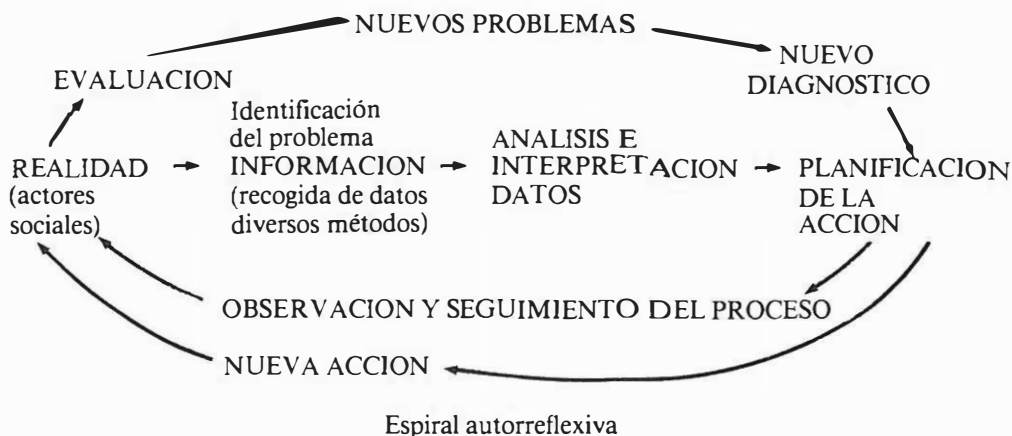 NUEVOS PROBLEMAS
EVALUACION
NUEVO
DIAGNOSTICO
REALIDAD
(actores
sociales)
Identificación
del problema
INFORMACION
(recogida de datos
diversos métodos)
ANALISIS E
INTERPRETACION
DATOS
PLANIFICACION
DE LA
ACCION
OBSERVACION Y SEGUIMIENTO DEL PROCESO
NUEVA ACCION
Espiral autorreflexiva